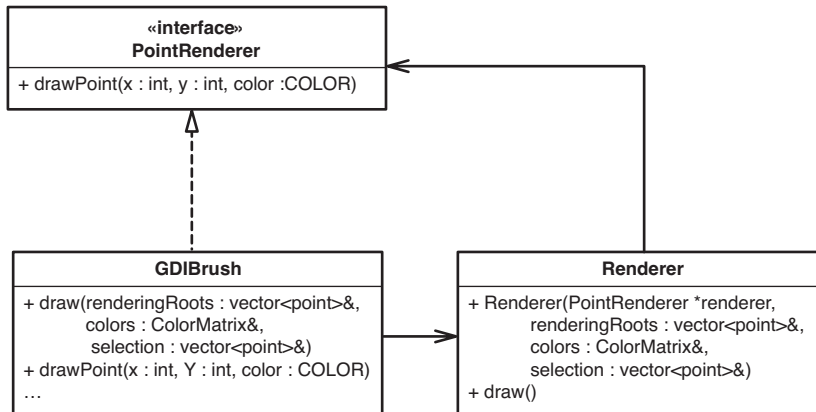 «interface»
PointRenderer
+ drawPoint(x : int, y : int, color :COLOR)
GDIBrush
+ draw(renderingRoots : vector<point>&,
colors : ColorMatrix&,
selection : vector<point>&)
+ drawPoint(x : int, Y : int, color : COLOR)
...
Renderer
+ Renderer(PointRenderer *renderer,
renderingRoots : vector<point>&,
colors : ColorMatrix&,
selection : vector<point>&)
+ draw()